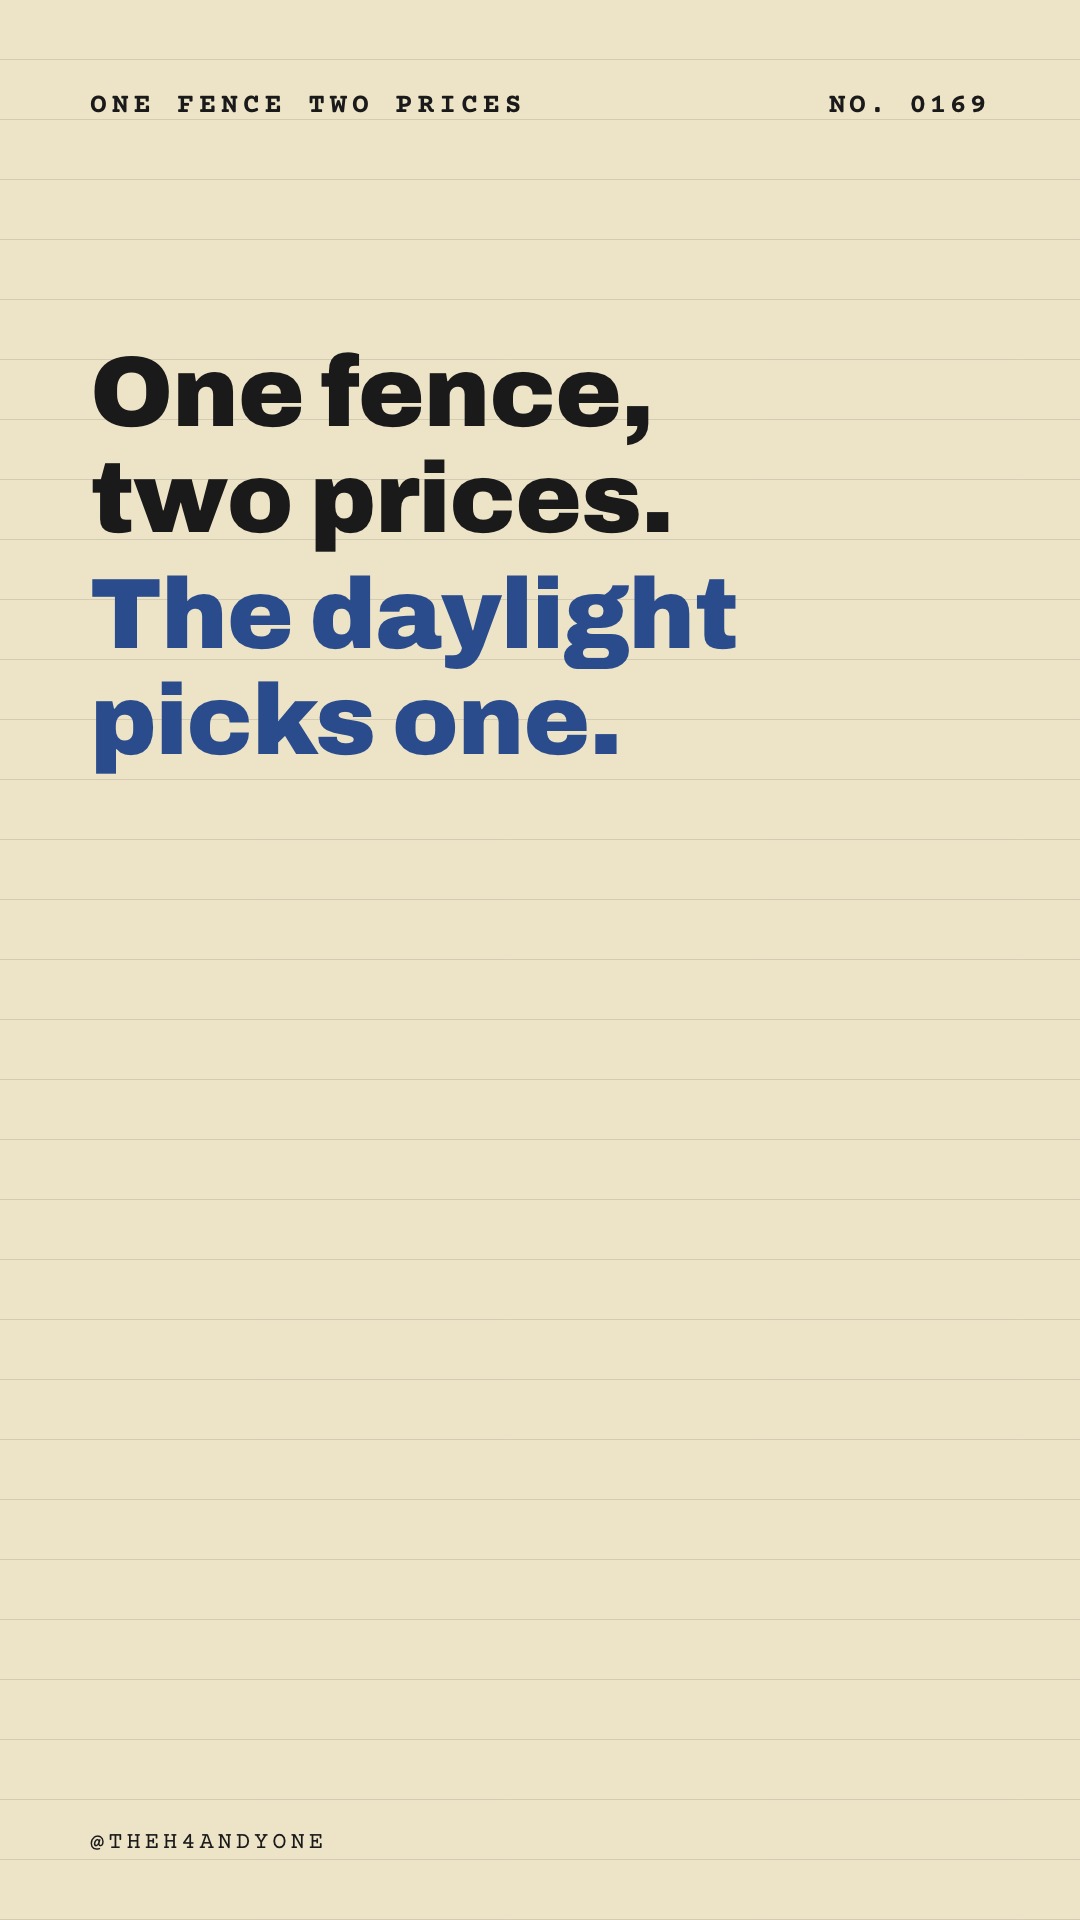 ONE FENCE TWO PRICES
NO. 0169
One fence,
two prices.
The daylight
picks one.
@THEH4ANDYONE